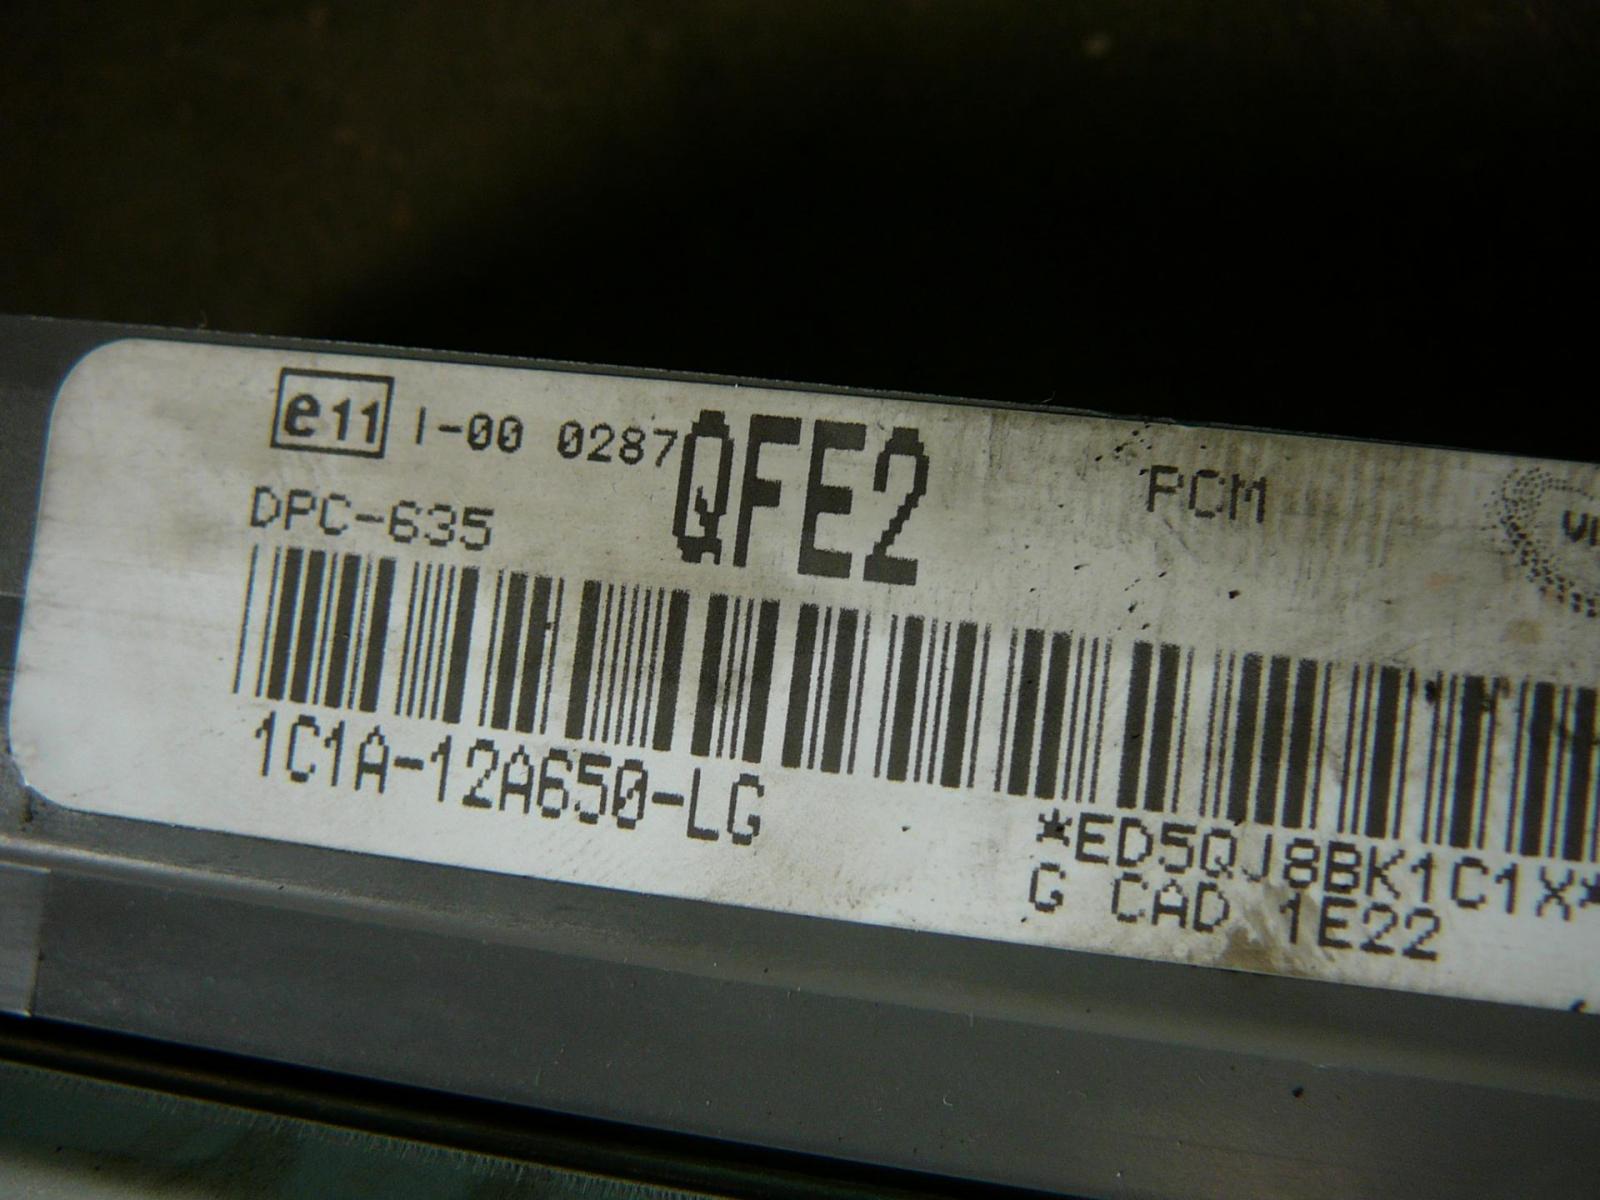 e11 I-00 0287 QFE2 PCM
DPC-635
1C1A-12A650-LG
*ED5QJ8BK1C1X*
G CAD 1E22